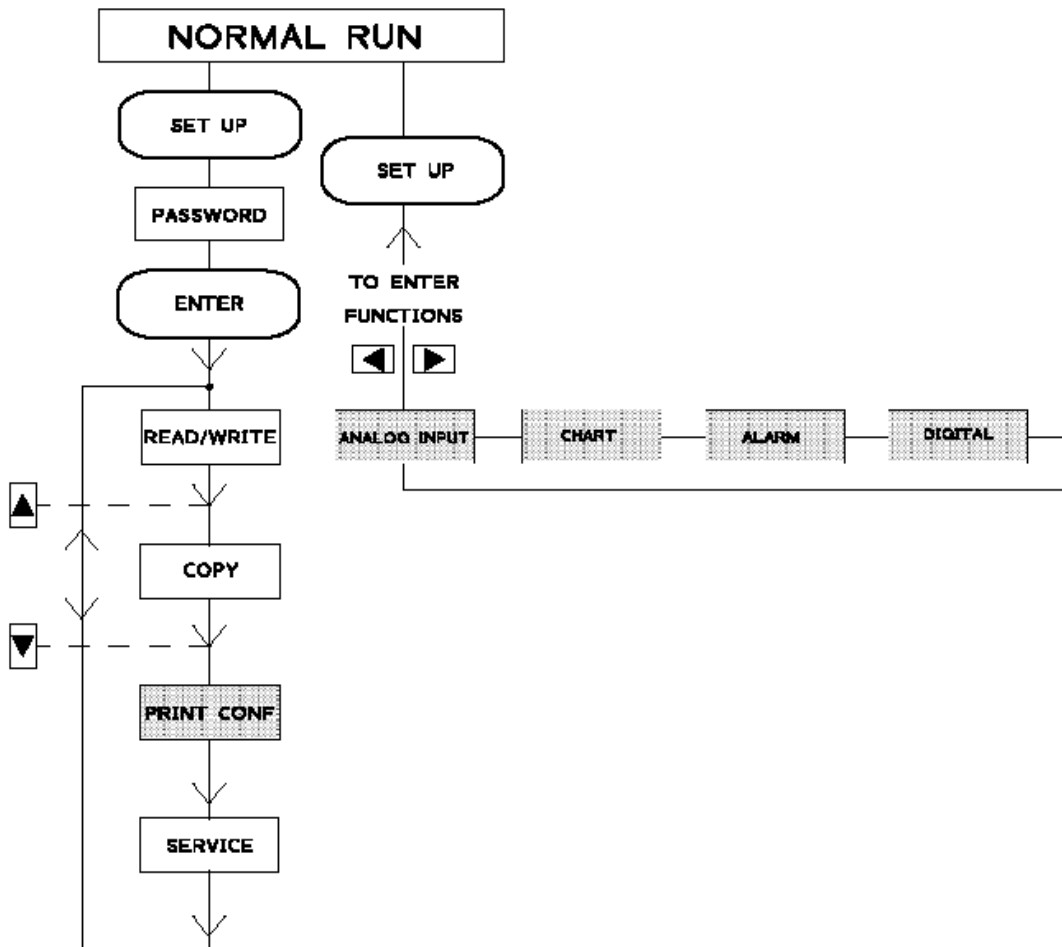 NORMAL RUN
SET UP
SET UP
PASSWORD
ENTER
TO ENTER
FUNCTIONS
READ/WRITE
ANALOG INPUT
CHART
ALARM
DIGITAL
COPY
PRINT CONF
SERVICE